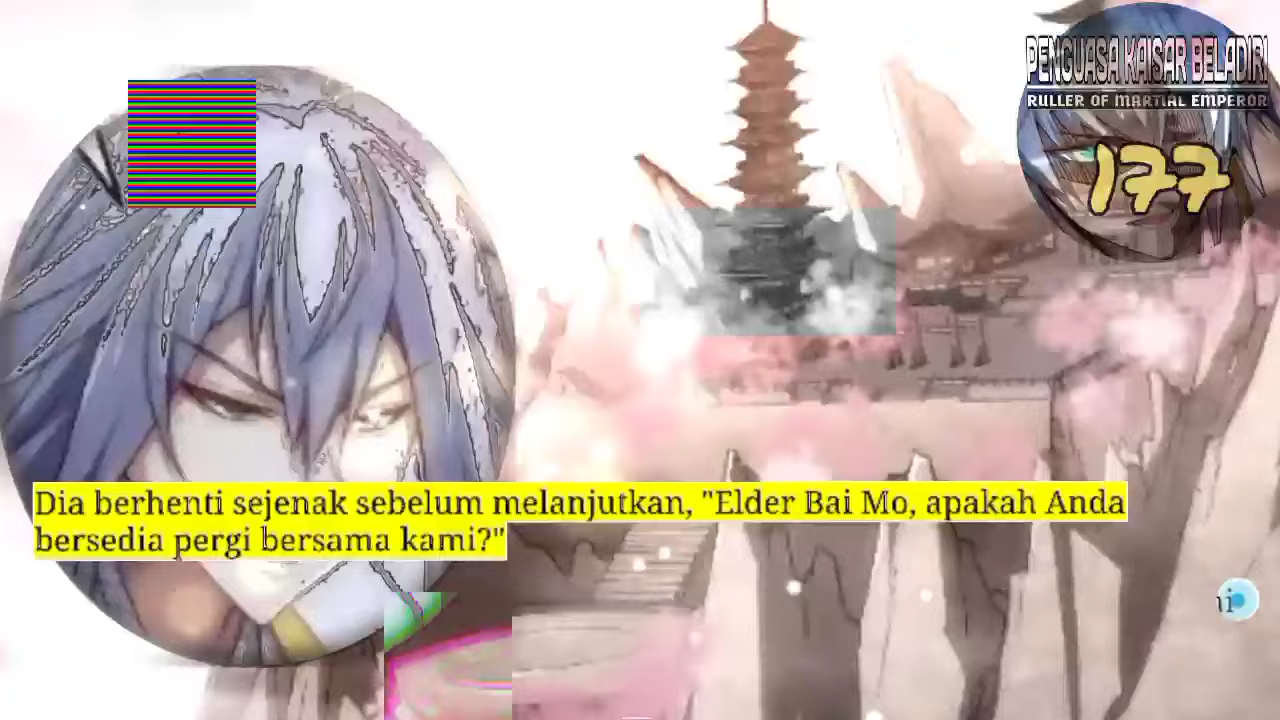 PENGUASA KAISAR BELADIRI
RULLER OF MARTIAL EMPEROR
177
Dia berhenti sejenak sebelum melanjutkan, "Elder Bai Mo, apakah Anda
bersedia pergi bersama kami?"